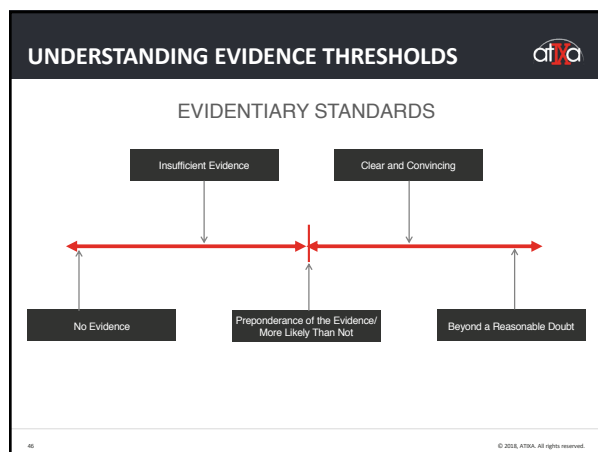 UNDERSTANDING EVIDENCE THRESHOLDS
atIXa
EVIDENTIARY STANDARDS
Insufficient Evidence
Clear and Convincing
No Evidence
Preponderance of the Evidence/
More Likely Than Not
Beyond a Reasonable Doubt
46
© 2018, ATIXA. All rights reserved.